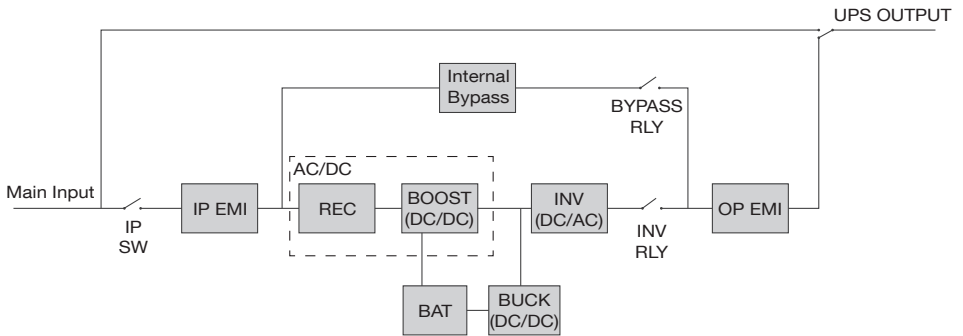 UPS OUTPUT
Internal
Bypass
BYPASS
RLY
AC/DC
Main Input
IP
SW
IP EMI
REC
BOOST
(DC/DC)
INV
(DC/AC)
INV
RLY
OP EMI
BAT
BUCK
(DC/DC)